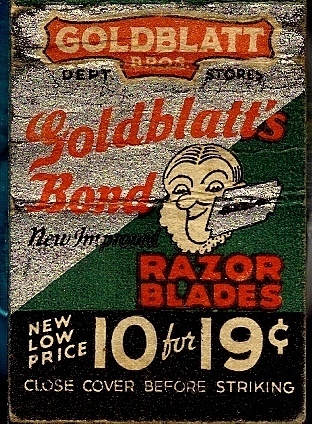 GOLDBLATT
BROS.
DEPT. STORES
Goldblatt's
Bond
New Improved
RAZOR
BLADES
NEW
LOW
PRICE
10 for 19¢
CLOSE COVER BEFORE STRIKING